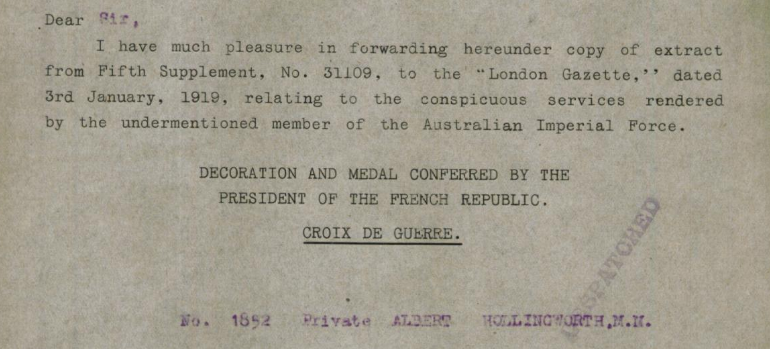 Dear Sir,
I have much pleasure in forwarding hereunder copy of extract
from Fifth Supplement, No. 31109, to the "London Gazette,'' dated
3rd January, 1919, relating to the conspicuous services rendered
by the undermentioned member of the Australian Imperial Force.
DECORATION AND MEDAL CONFERRED BY THE
PRESIDENT OF THE FRENCH REPUBLIC.
CROIX DE GUERRE.
DISPATCHED
No. 1852 Private ALBERT HOLLINGWORTH,M.M.